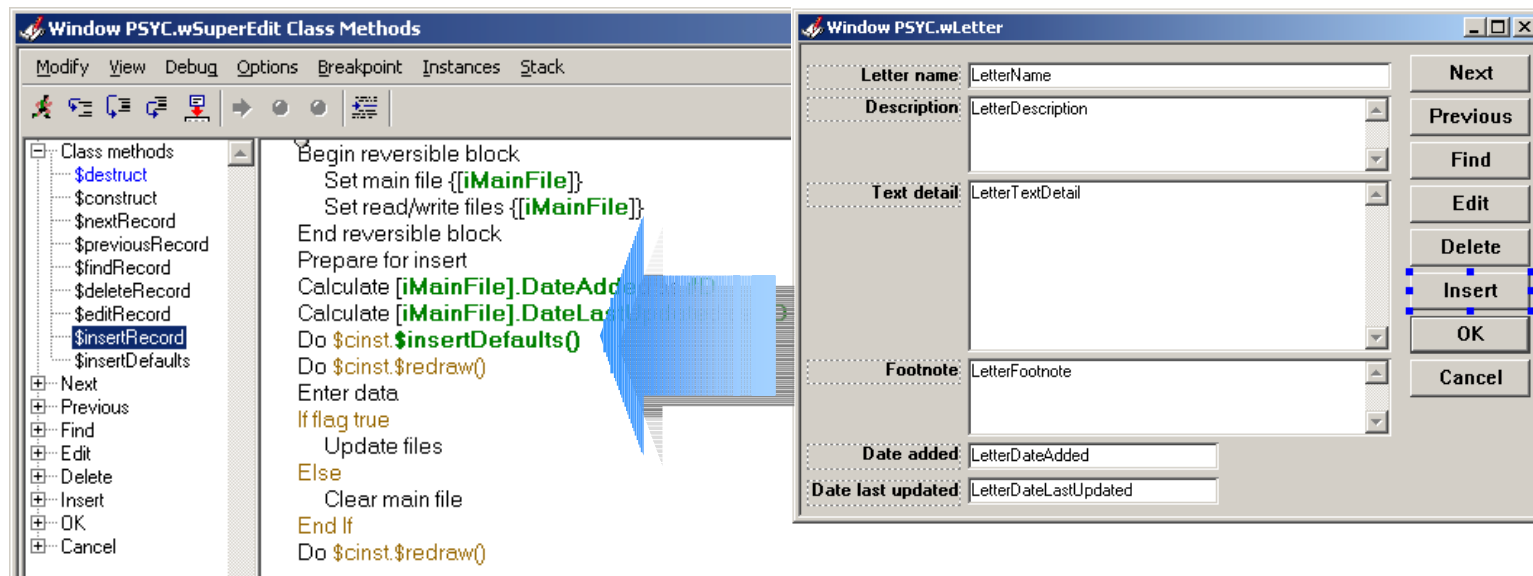 Window PSYC.wSuperEdit Class Methods
Modify View Debug Options Breakpoint Instances Stack
Class methods
$destruct
$construct
$nextRecord
$previousRecord
$findRecord
$deleteRecord
$editRecord
$insertRecord
$insertDefaults
Next
Previous
Find
Edit
Delete
Insert
OK
Cancel
Begin reversible block
Set main file {[iMainFile]}
Set read/write files {[iMainFile]}
End reversible block
Prepare for insert
Calculate [iMainFile].DateAdded
Calculate [iMainFile].DateLastUpdated
Do $cinst.$insertDefaults()
Do $cinst.$redraw()
Enter data
If flag true
Update files
Else
Clear main file
End If
Do $cinst.$redraw()
Window PSYC.wLetter
Letter name LetterName
Description LetterDescription
Text detail LetterTextDetail
Footnote LetterFootnote
Date added LetterDateAdded
Date last updated LetterDateLastUpdated
Next
Previous
Find
Edit
Delete
Insert
OK
Cancel